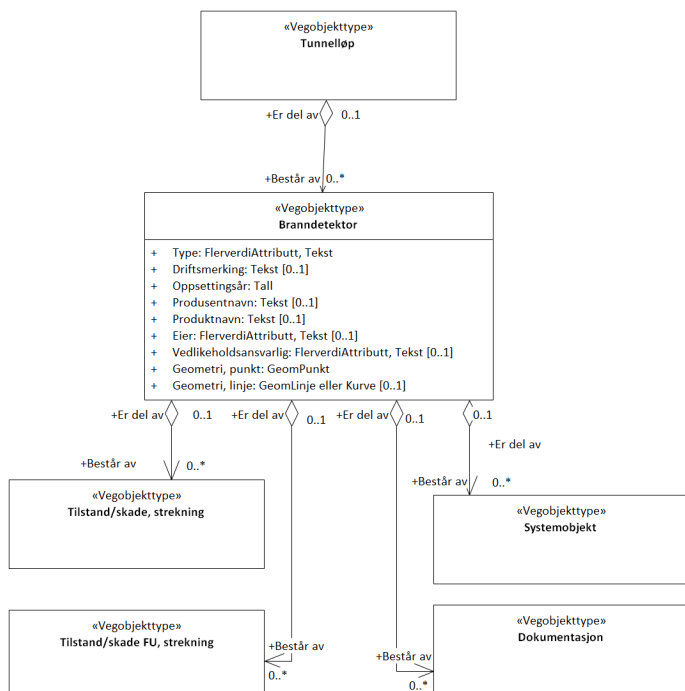 «Vegobjekttype»
Tunnelløp
+Er del av 0..1
+Består av 0..*
«Vegobjekttype»
Branndetektor
+ Type: FlerverdiAttributt, Tekst
+ Driftsmerking: Tekst [0..1]
+ Oppsettingsår: Tall
+ Produsentnavn: Tekst [0..1]
+ Produktnavn: Tekst [0..1]
+ Eier: FlerverdiAttributt, Tekst [0..1]
+ Vedlikeholdsansvarlig: FlerverdiAttributt, Tekst [0..1]
+ Geometri, punkt: GeomPunkt
+ Geometri, linje: GeomLinje eller Kurve [0..1]
+Er del av 0..1 +Er del av 0..1 +Er del av 0..1 0..1
+Er del av
+Består av 0..*
+Består av 0..*
«Vegobjekttype»
Tilstand/skade, strekning
«Vegobjekttype»
Systemobjekt
«Vegobjekttype»
Tilstand/skade FU, strekning
+Består av
0..*
«Vegobjekttype»
Dokumentasjon
+Består av
0..*